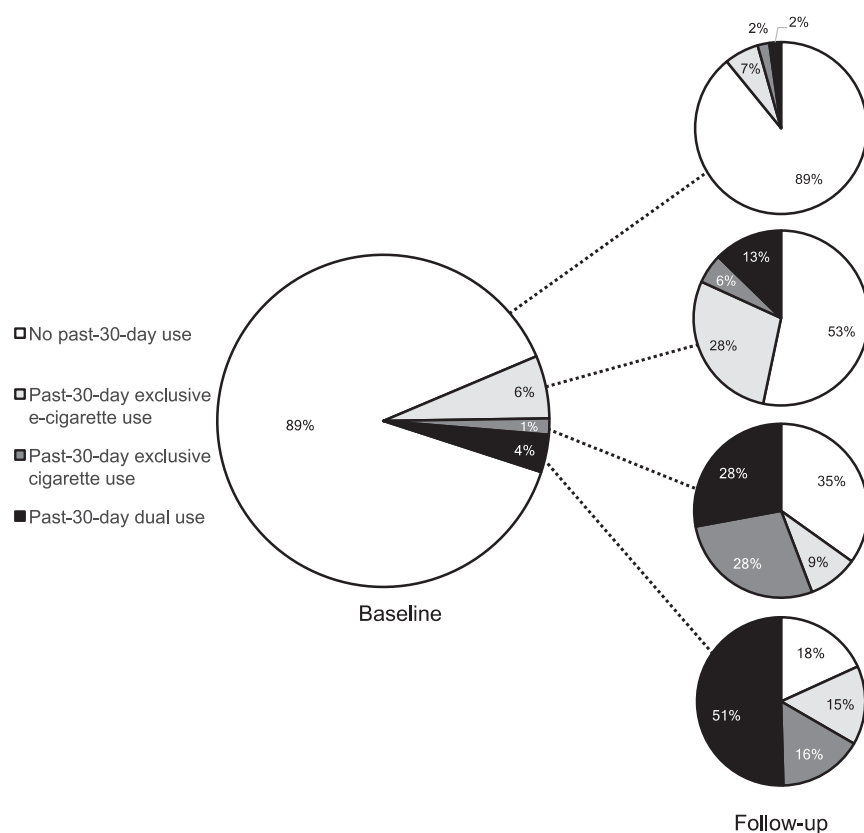 2%
2%
7%
89%
13%
6%
53%
28%
No past-30-day use
Past-30-day exclusive
e-cigarette use
Past-30-day exclusive
cigarette use
Past-30-day dual use
89%
6%
1%
4%
Baseline
28%
35%
28%
9%
18%
51%
15%
16%
Follow-up